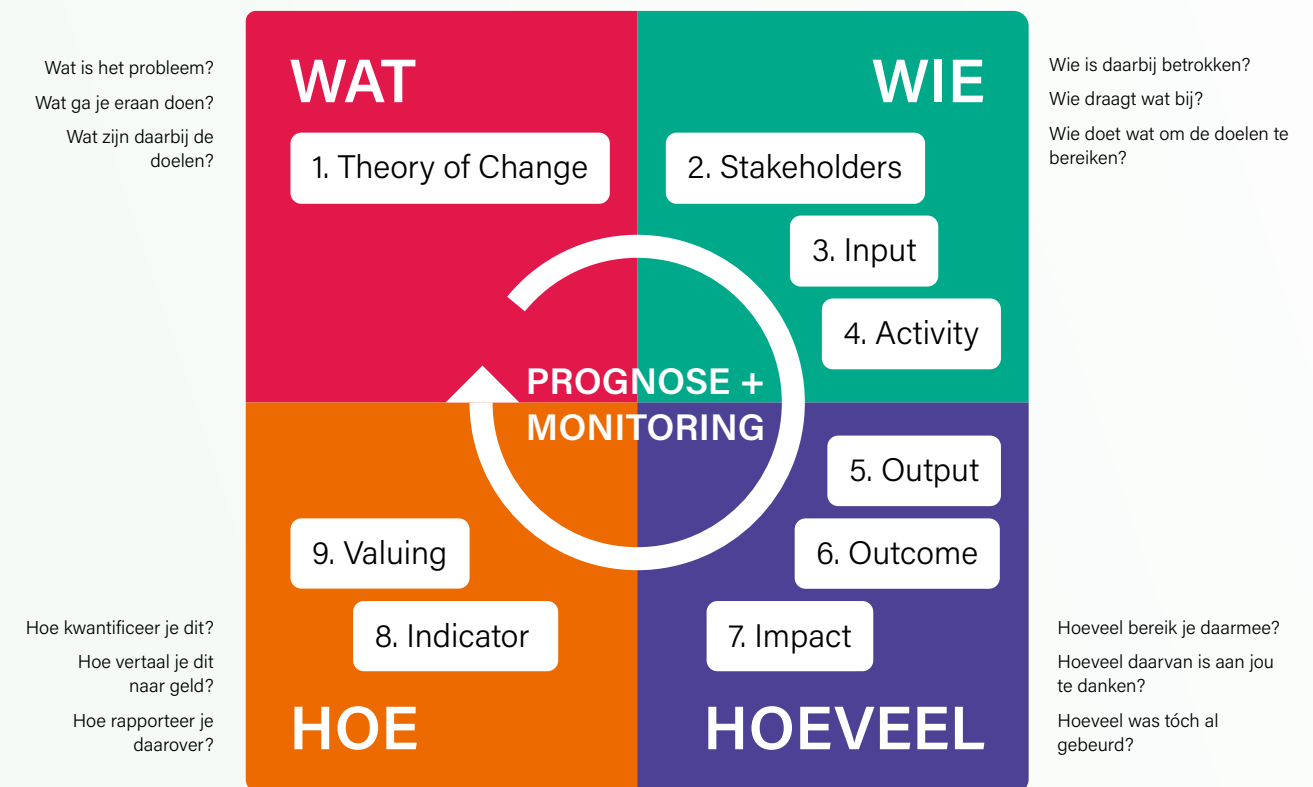 Wat is het probleem?
Wat ga je eraan doen?
Wat zijn daarbij de
doelen?
WAT
1. Theory of Change
WIE
2. Stakeholders
3. Input
4. Activity
Wie is daarbij betrokken?
Wie draagt wat bij?
Wie doet wat om de doelen te
bereiken?
PROGNOSE +
MONITORING
5. Output
6. Outcome
7. Impact
HOEVEEL
Hoeveel bereik je daarmee?
Hoeveel daarvan is aan jou
te danken?
Hoeveel was tóch al
gebeurd?
9. Valuing
8. Indicator
HOE
Hoe kwantificeer je dit?
Hoe vertaal je dit
naar geld?
Hoe rapporteer je
daarover?